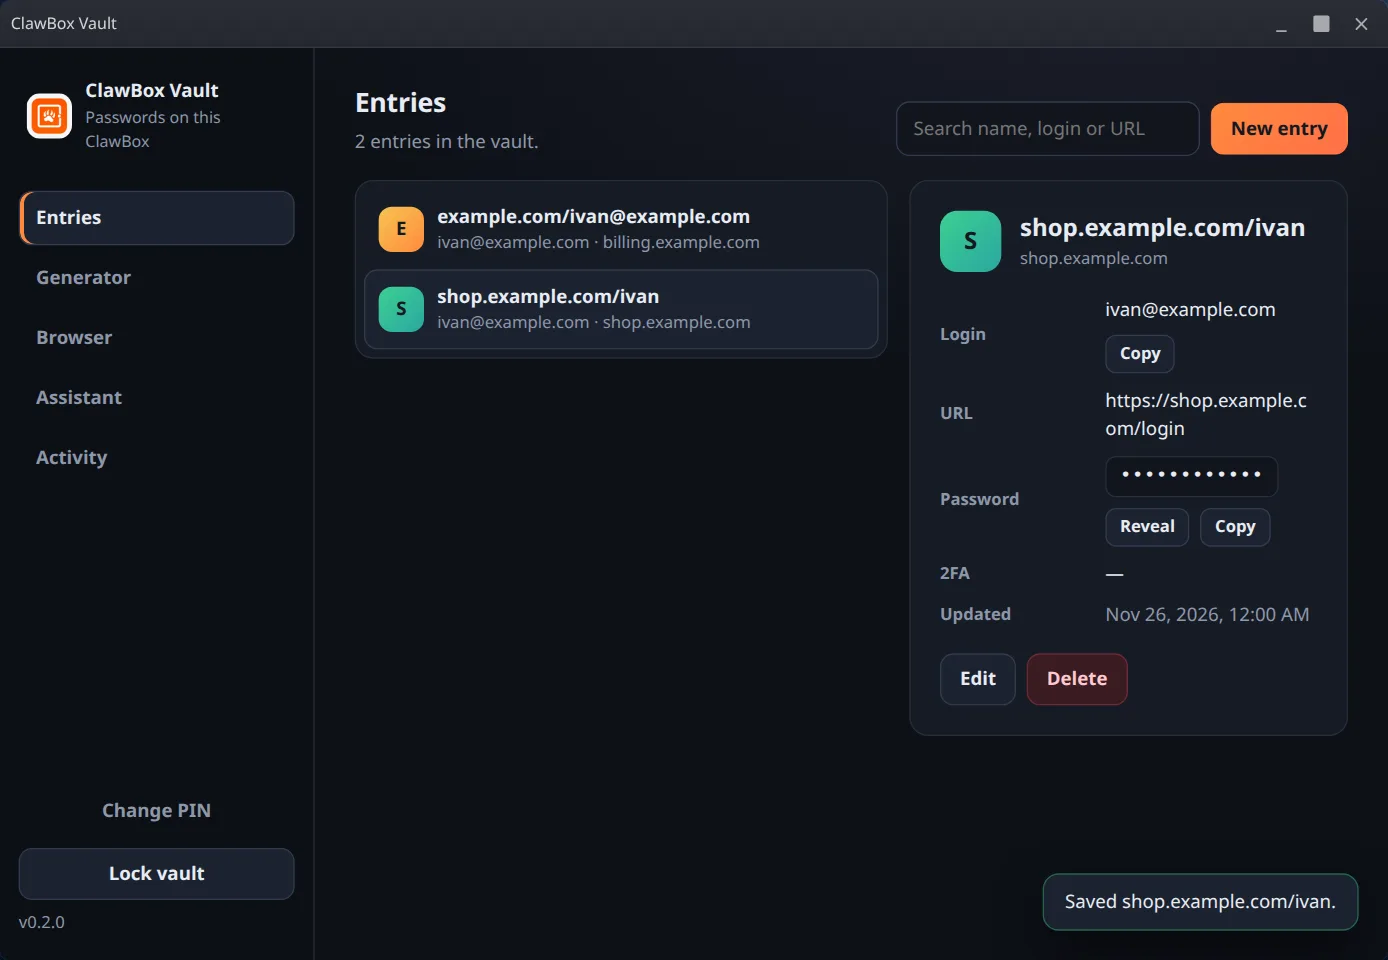 ClawBox Vault
ClawBox Vault
Passwords on this
ClawBox
Entries
Generator
Browser
Assistant
Activity
Change PIN
Lock vault
v0.2.0
Entries
2 entries in the vault.
Search name, login or URL
New entry
E
example.com/ivan@example.com
ivan@example.com · billing.example.com
S
shop.example.com/ivan
ivan@example.com · shop.example.com
S
shop.example.com/ivan
shop.example.com
Login
ivan@example.com
Copy
URL
https://shop.example.c
om/login
Password
••••••••••••
Reveal
Copy
2FA
—
Updated
Nov 26, 2026, 12:00 AM
Edit
Delete
Saved shop.example.com/ivan.